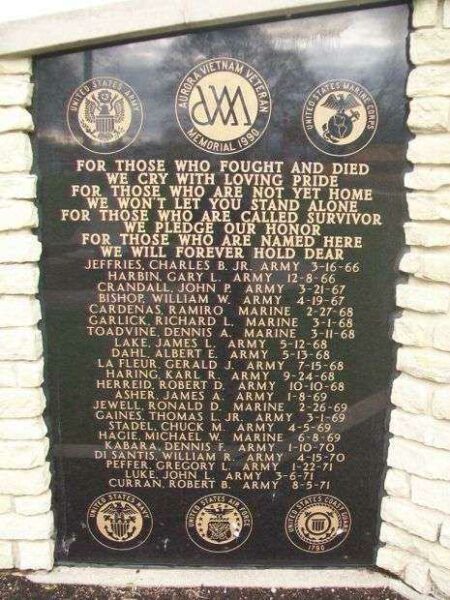 UNITED STATES ARMY
AURORA VIETNAM VETERAN
MEMORIAL 1990
UNITED STATES MARINE CORPS
FOR THOSE WHO FOUGHT AND DIED
WE CRY WITH LOVING PRIDE
FOR THOSE WHO ARE NOT YET HOME
WE WON'T LET YOU STAND ALONE
FOR THOSE WHO ARE CALLED SURVIVOR
WE PLEDGE OUR HONOR
FOR THOSE WHO ARE NAMED HERE
WE WILL FOREVER HOLD DEAR
JEFFRIES, CHARLES B. JR. ARMY 3-16-66
HARBIN, GARY L. ARMY 12-8-66
CRANDALL, JOHN P. ARMY 3-21-67
BISHOP, WILLIAM W. ARMY 4-19-67
CARDENAS, RAMIRO MARINE 2-27-68
GARLICK, RICHARD L. MARINE 3-1-68
TOADVINE, DENNIS A. MARINE 3-11-68
LAKE, JAMES L. ARMY 5-12-68
DAHL, ALBERT E. ARMY 5-13-68
LA FLEUR, GERALD J. ARMY 7-15-68
HARING, KARL R. ARMY 9-24-68
HERREID, ROBERT D. ARMY 10-10-68
ASHER, JAMES A. ARMY 1-8-69
JEWELL, RONALD D. MARINE 2-26-69
GAINES, THOMAS L. JR. ARMY 3-1-69
STADEL, CHUCK M. ARMY 4-5-69
HAGIE, MICHAEL W. MARINE 6-8-69
KABARA, DENNIS F. ARMY 1-10-70
DI SANTIS, WILLIAM R. ARMY 4-15-70
PEFFER, GREGORY L. ARMY 1-22-71
LUKE, JOHN L. ARMY 3-6-71
CURRAN, ROBERT B. ARMY 8-5-71
UNITED STATES NAVY
UNITED STATES AIR FORCE
UNITED STATES COAST GUARD
1790